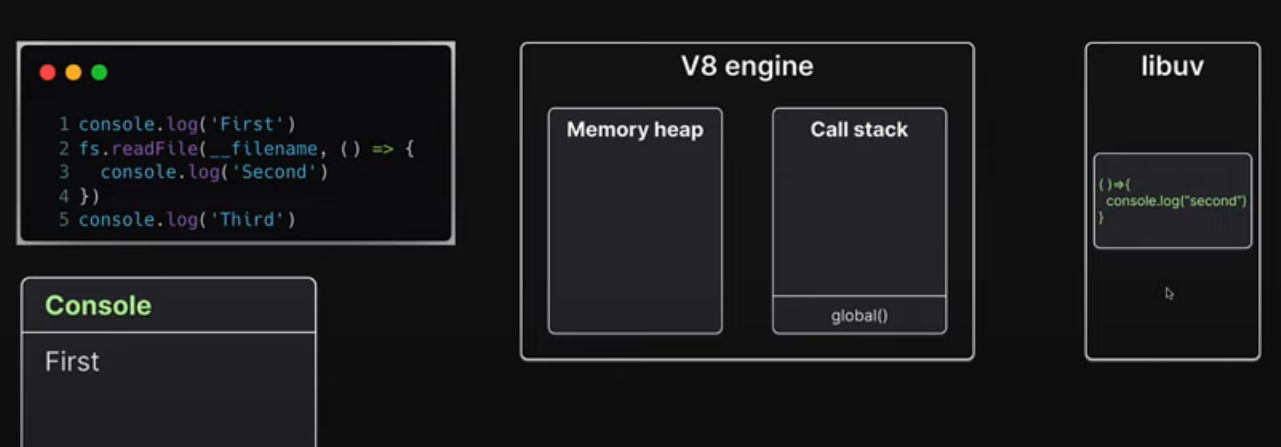 1 console.log('First')
2 fs.readFile(__filename, () => {
3   console.log('Second')
4 })
5 console.log('Third')
Console
First
V8 engine
Memory heap
Call stack
global()
libuv
()=>{
console.log("second")
}